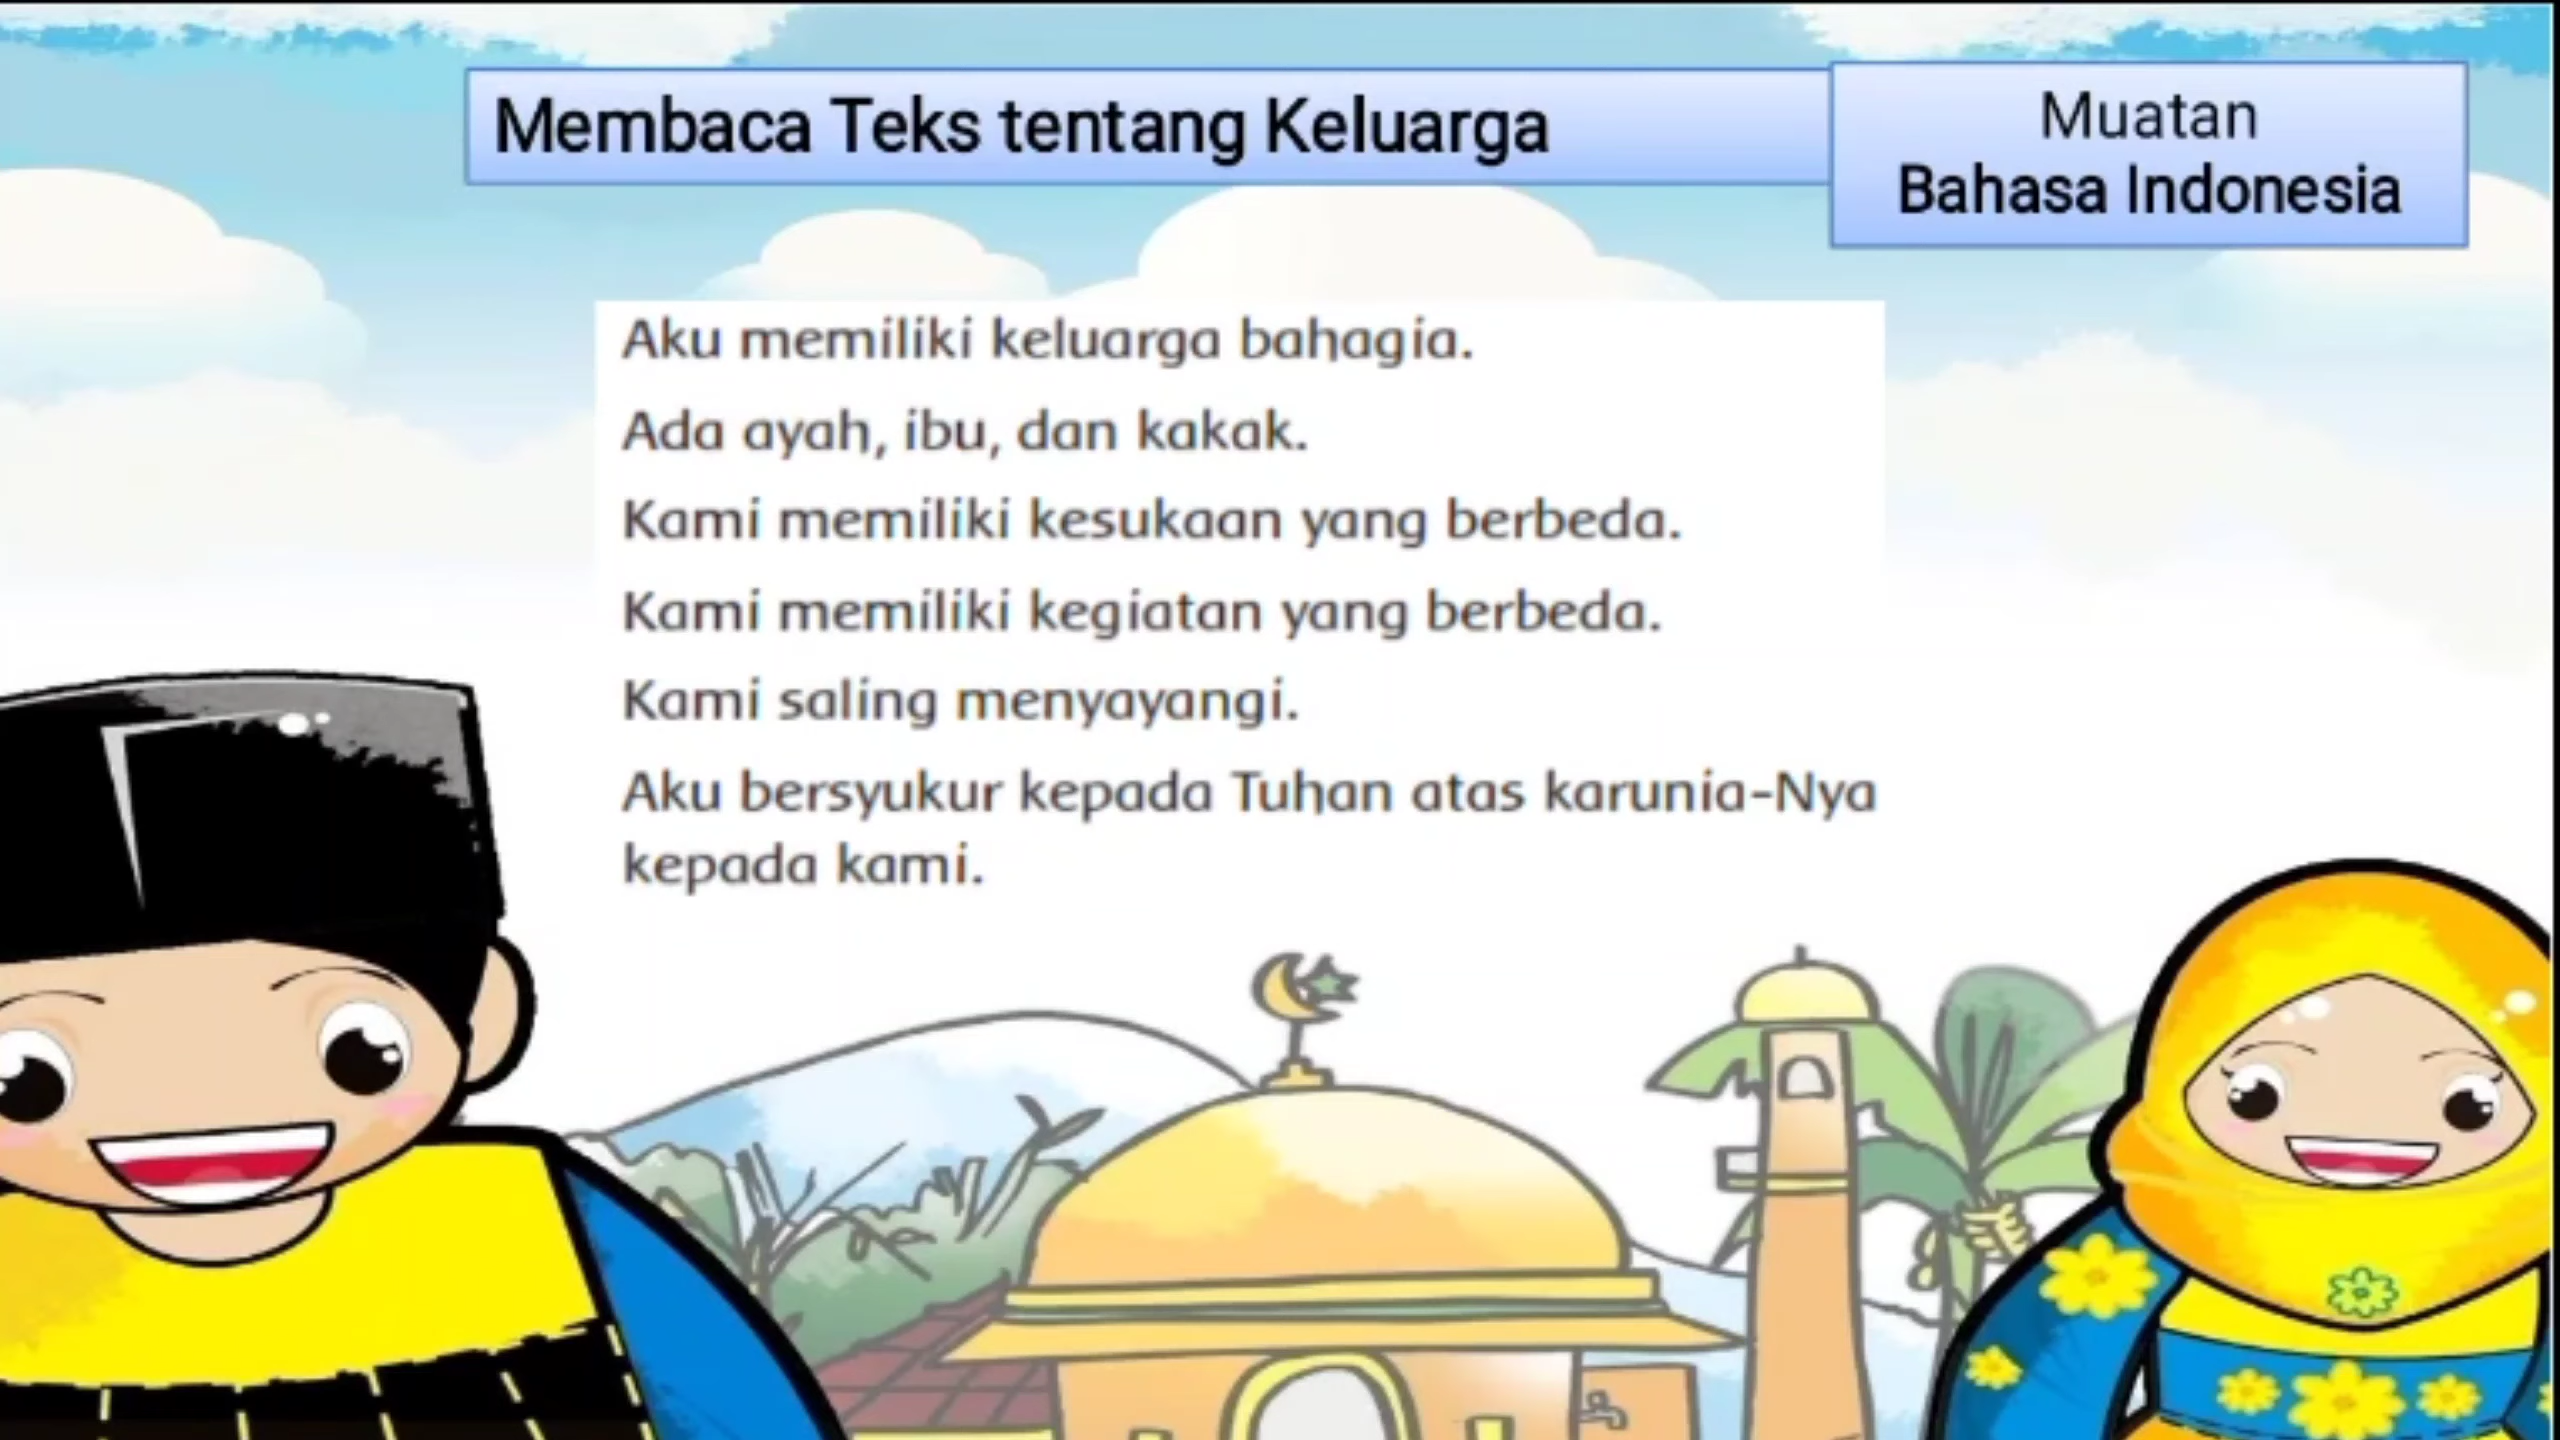 Membaca Teks tentang Keluarga
Muatan
Bahasa Indonesia
Aku memiliki keluarga bahagia.
Ada ayah, ibu, dan kakak.
Kami memiliki kesukaan yang berbeda.
Kami memiliki kegiatan yang berbeda.
Kami saling menyayangi.
Aku bersyukur kepada Tuhan atas karunia-Nya
kepada kami.